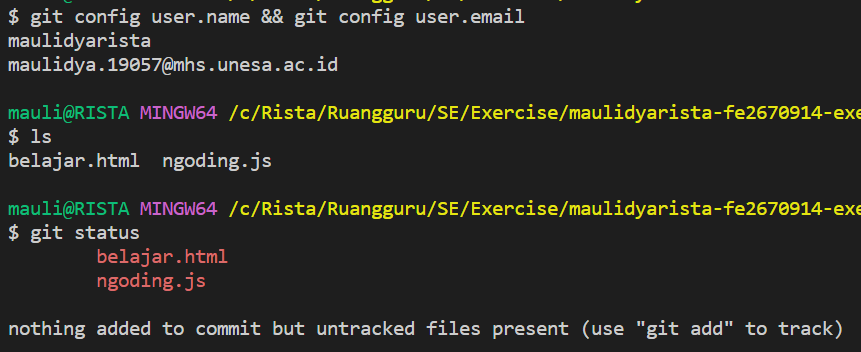 $ git config user.name && git config user.email
maulidyarista
maulidya.19057@mhs.unesa.ac.id
mauli@RISTA MINGW64 /c/Rista/Ruangguru/SE/Exercise/maulidyarista-fe2670914-exe
$ ls
belajar.html  ngoding.js
mauli@RISTA MINGW64 /c/Rista/Ruangguru/SE/Exercise/maulidyarista-fe2670914-exe
$ git status
belajar.html
ngoding.js
nothing added to commit but untracked files present (use "git add" to track)